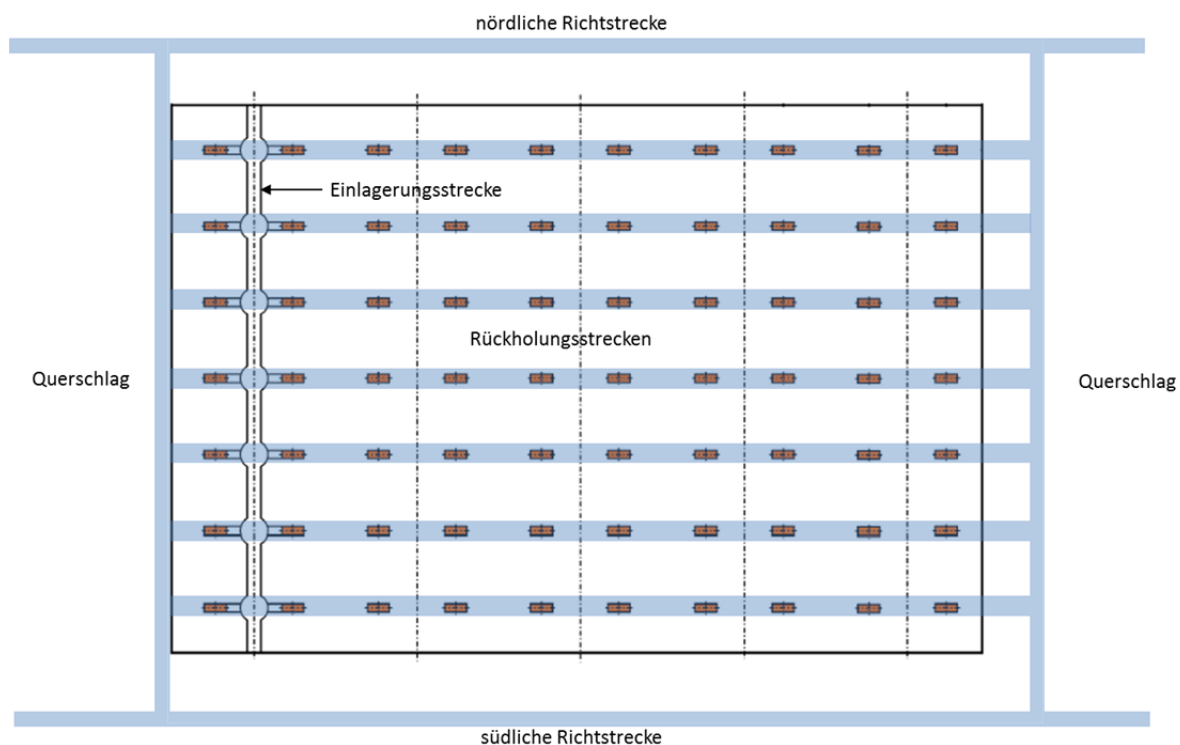 nördliche Richtstrecke
Einlagerungsstrecke
Rückholungsstrecken
Querschlag
Querschlag
südliche Richtstrecke